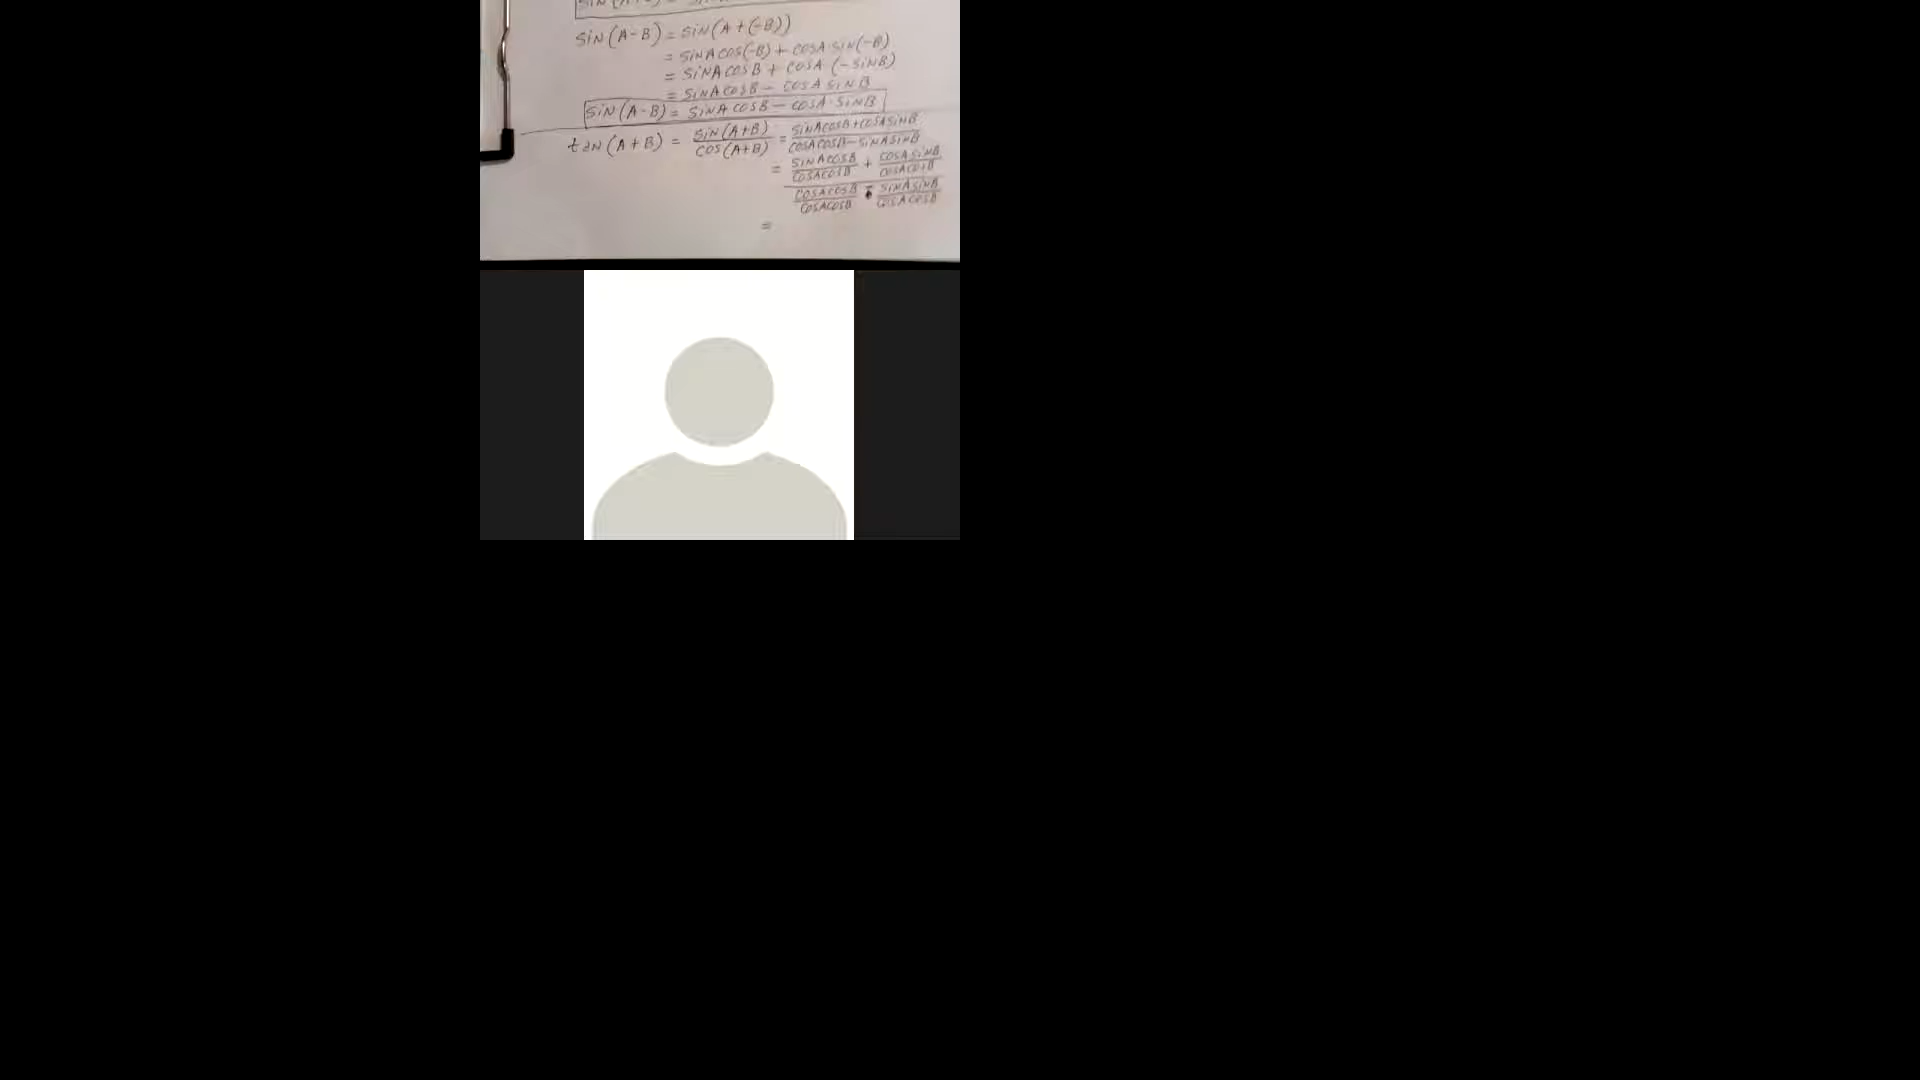 sin(A-B) = sin(A+(-B))
= sinA cos(-B) + cosA·sin(-B)
= sinA cosB + cosA (-sinB)
= sinA cosB - cosA sinB
sin(A-B) = sinA cosB - cosA·sinB
tan(A+B) = sin(A+B)/cos(A+B) = (sinAcosB+cosAsinB)/(cosAcosB-sinAsinB)
= (sinAcosB/cosAcosB + cosAsinB/cosAcosB)/(cosAcosB/cosAcosB - sinAsinB/cosAcosB)
=